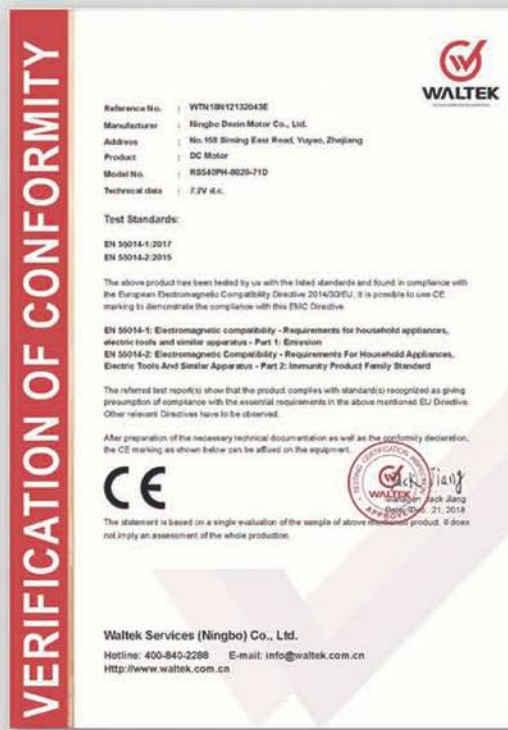 VERIFICATION OF CONFORMITY
WALTEK
Reference No. : WTN18N12132043E
Manufacturer : Ningbo Dexin Motor Co., Ltd.
Address : No.158 Siming East Road, Yuyao, Zhejiang
Product : DC Motor
Model No. : RS540PH-8020-71D
Technical data : 7.2V d.c.
Test Standards:
EN 55014-1:2017
EN 55014-2:2015
The above product has been tested by us with the listed standards and found in compliance with
the European Electromagnetic Compatibility Directive 2014/30/EU. It is possible to use CE
marking to demonstrate the compliance with this EMC Directive.
EN 55014-1: Electromagnetic compatibility - Requirements for household appliances,
electric tools and similar apparatus - Part 1: Emission
EN 55014-2: Electromagnetic Compatibility - Requirements For Household Appliances,
Electric Tools And Similar Apparatus - Part 2: Immunity Product Family Standard
The referred test report(s) show that the product complies with standard(s) recognized as giving
presumption of compliance with the essential requirements in the above mentioned EU Directive.
Other relevant Directives have to be observed.
After preparation of the necessary technical documentation as well as the conformity declaration,
the CE marking as shown below can be affixed on the equipment.
CE
TESTING CERTIFICATION INSPECTION
WALTEK
APPROVED
Jack Jiang
Manager: Jack Jiang
21, 2018
The statement is based on a single evaluation of the sample of above mentioned product. It does
not imply an assessment of the whole production.
Waltek Services (Ningbo) Co., Ltd.
Hotline: 400-840-2288 E-mail: info@waltek.com.cn
Http://www.waltek.com.cn